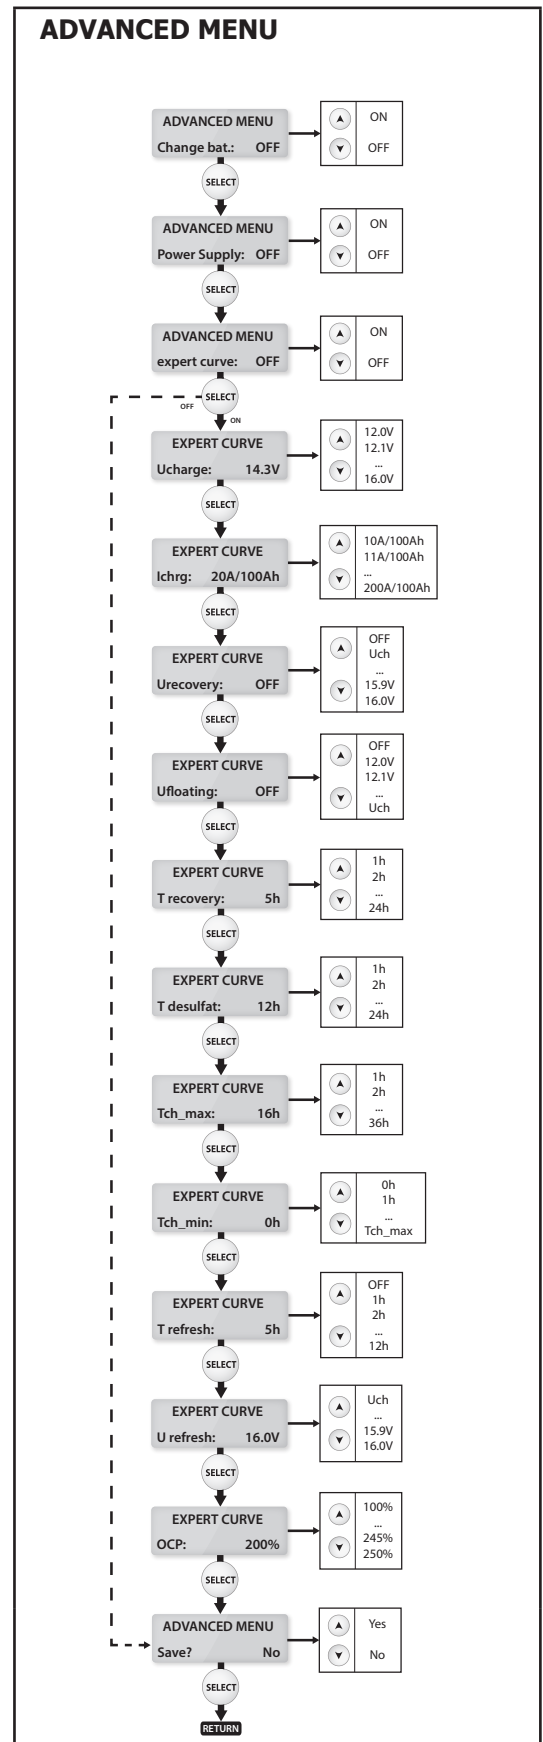 ADVANCED MENU
ADVANCED MENU
Change bat.: OFF
ON
OFF
SELECT
ADVANCED MENU
Power Supply: OFF
ON
OFF
SELECT
ADVANCED MENU
expert curve: OFF
ON
OFF
SELECT
OFF
ON
EXPERT CURVE
Ucharge: 14.3V
12.0V
12.1V
...
16.0V
SELECT
EXPERT CURVE
Ichrg: 20A/100Ah
10A/100Ah
11A/100Ah
...
200A/100Ah
SELECT
EXPERT CURVE
Urecovery: OFF
OFF
Uch
...
15.9V
16.0V
SELECT
EXPERT CURVE
Ufloating: OFF
OFF
12.0V
12.1V
...
Uch
SELECT
EXPERT CURVE
T recovery: 5h
1h
2h
...
24h
SELECT
EXPERT CURVE
T desulfat: 12h
1h
2h
...
24h
SELECT
EXPERT CURVE
Tch_max: 16h
1h
2h
...
36h
SELECT
EXPERT CURVE
Tch_min: 0h
0h
1h
...
Tch_max
SELECT
EXPERT CURVE
T refresh: 5h
OFF
1h
2h
...
12h
SELECT
EXPERT CURVE
U refresh: 16.0V
Uch
...
15.9V
16.0V
SELECT
EXPERT CURVE
OCP: 200%
100%
...
245%
250%
SELECT
ADVANCED MENU
Save? No
Yes
No
SELECT
RETURN